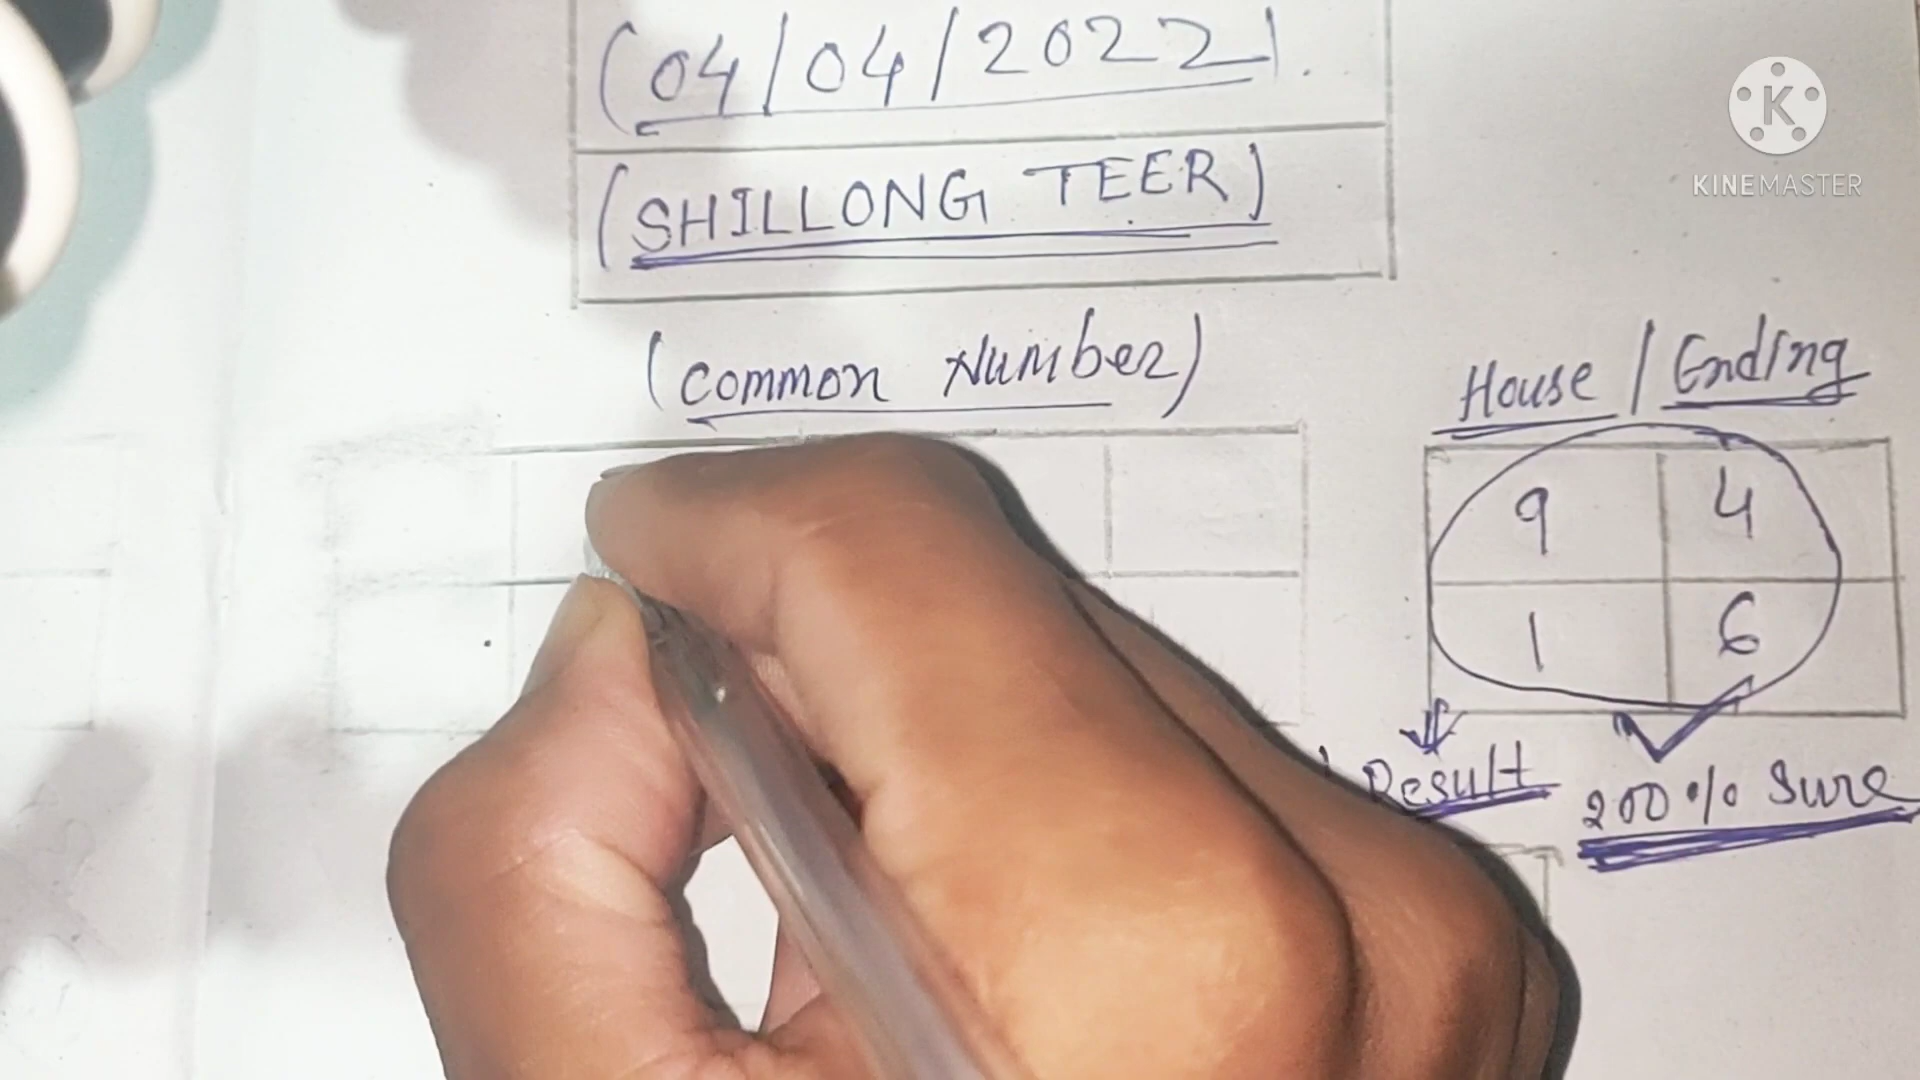 (04/04/2022).
KINEMASTER
(SHILLONG TEER)
(Common Number)
House / Ending
9 4
1 6
Result
200% Sure